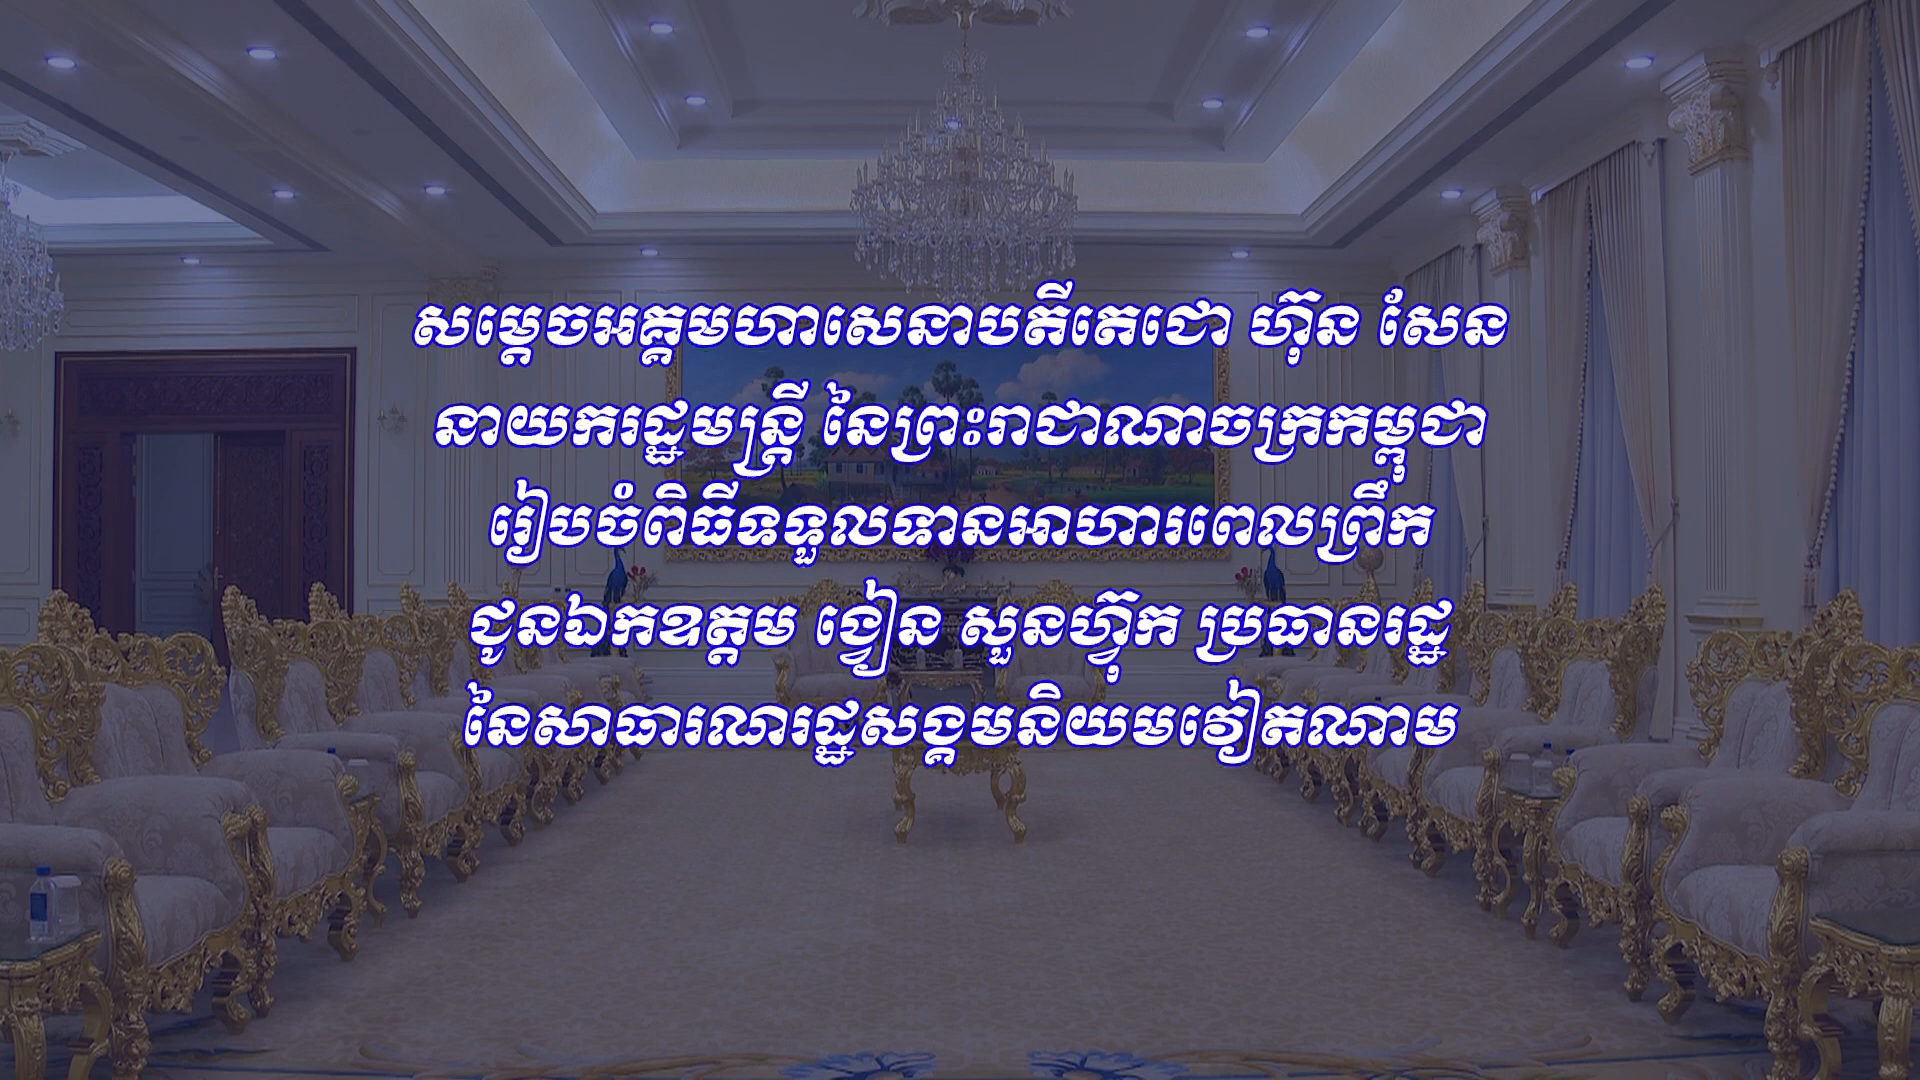 សម្តេចអគ្គមហាសេនាបតីតេជោ ហ៊ុន សែន
នាយករដ្ឋមន្ត្រី នៃព្រះរាជាណាចក្រកម្ពុជា
រៀបចំពិធីទទួលទានអាហារពេលព្រឹក
ជូនឯកឧត្តម ង្វៀន សួនហ្វ៊ុក ប្រធានរដ្ឋ
នៃសាធារណរដ្ឋសង្គមនិយមវៀតណាម